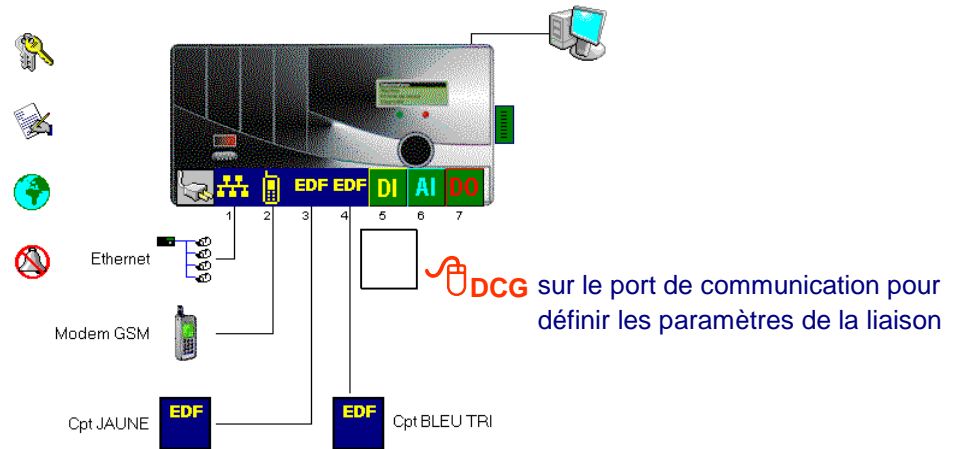 EDF EDF DI AI DO
1 2 3 4 5 6 7
Ethernet
DCG sur le port de communication pour
définir les paramètres de la liaison
Modem GSM
Cpt JAUNE EDF EDF Cpt BLEU TRI